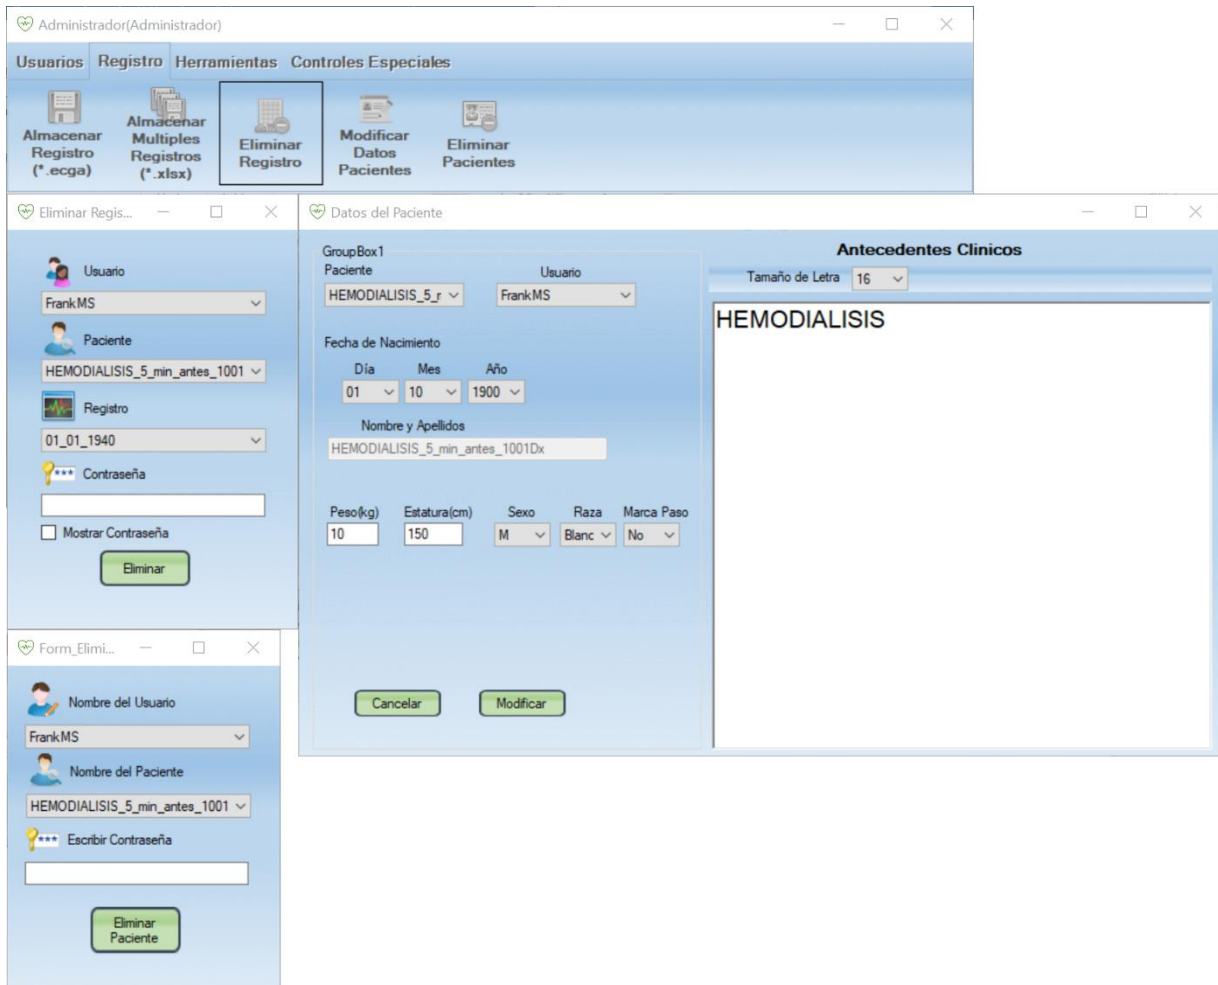 Administrador(Administrador)
Usuarios Registro Herramientas Controles Especiales
Almacenar
Registro
(*.ecga)
Almacenar
Multiples
Registros
(*.xlsx)
Eliminar
Registro
Modificar
Datos
Pacientes
Eliminar
Pacientes
Eliminar Regis...
Usuario
FrankMS
Paciente
HEMODIALISIS_5_min_antes_1001
Registro
01_01_1940
*** Contraseña
Mostrar Contraseña
Eliminar
Datos del Paciente
GroupBox1
Paciente Usuario
HEMODIALISIS_5_r FrankMS
Fecha de Nacimiento
Día Mes Año
01 10 1900
Nombre y Apellidos
HEMODIALISIS_5_min_antes_1001Dx
Peso(kg) Estatura(cm) Sexo Raza Marca Paso
10 150 M Blanc No
Cancelar Modificar
Antecedentes Clinicos
Tamaño de Letra 16
HEMODIALISIS
Form_Elimi...
Nombre del Usuario
FrankMS
Nombre del Paciente
HEMODIALISIS_5_min_antes_1001
*** Escribir Contraseña
Eliminar
Paciente